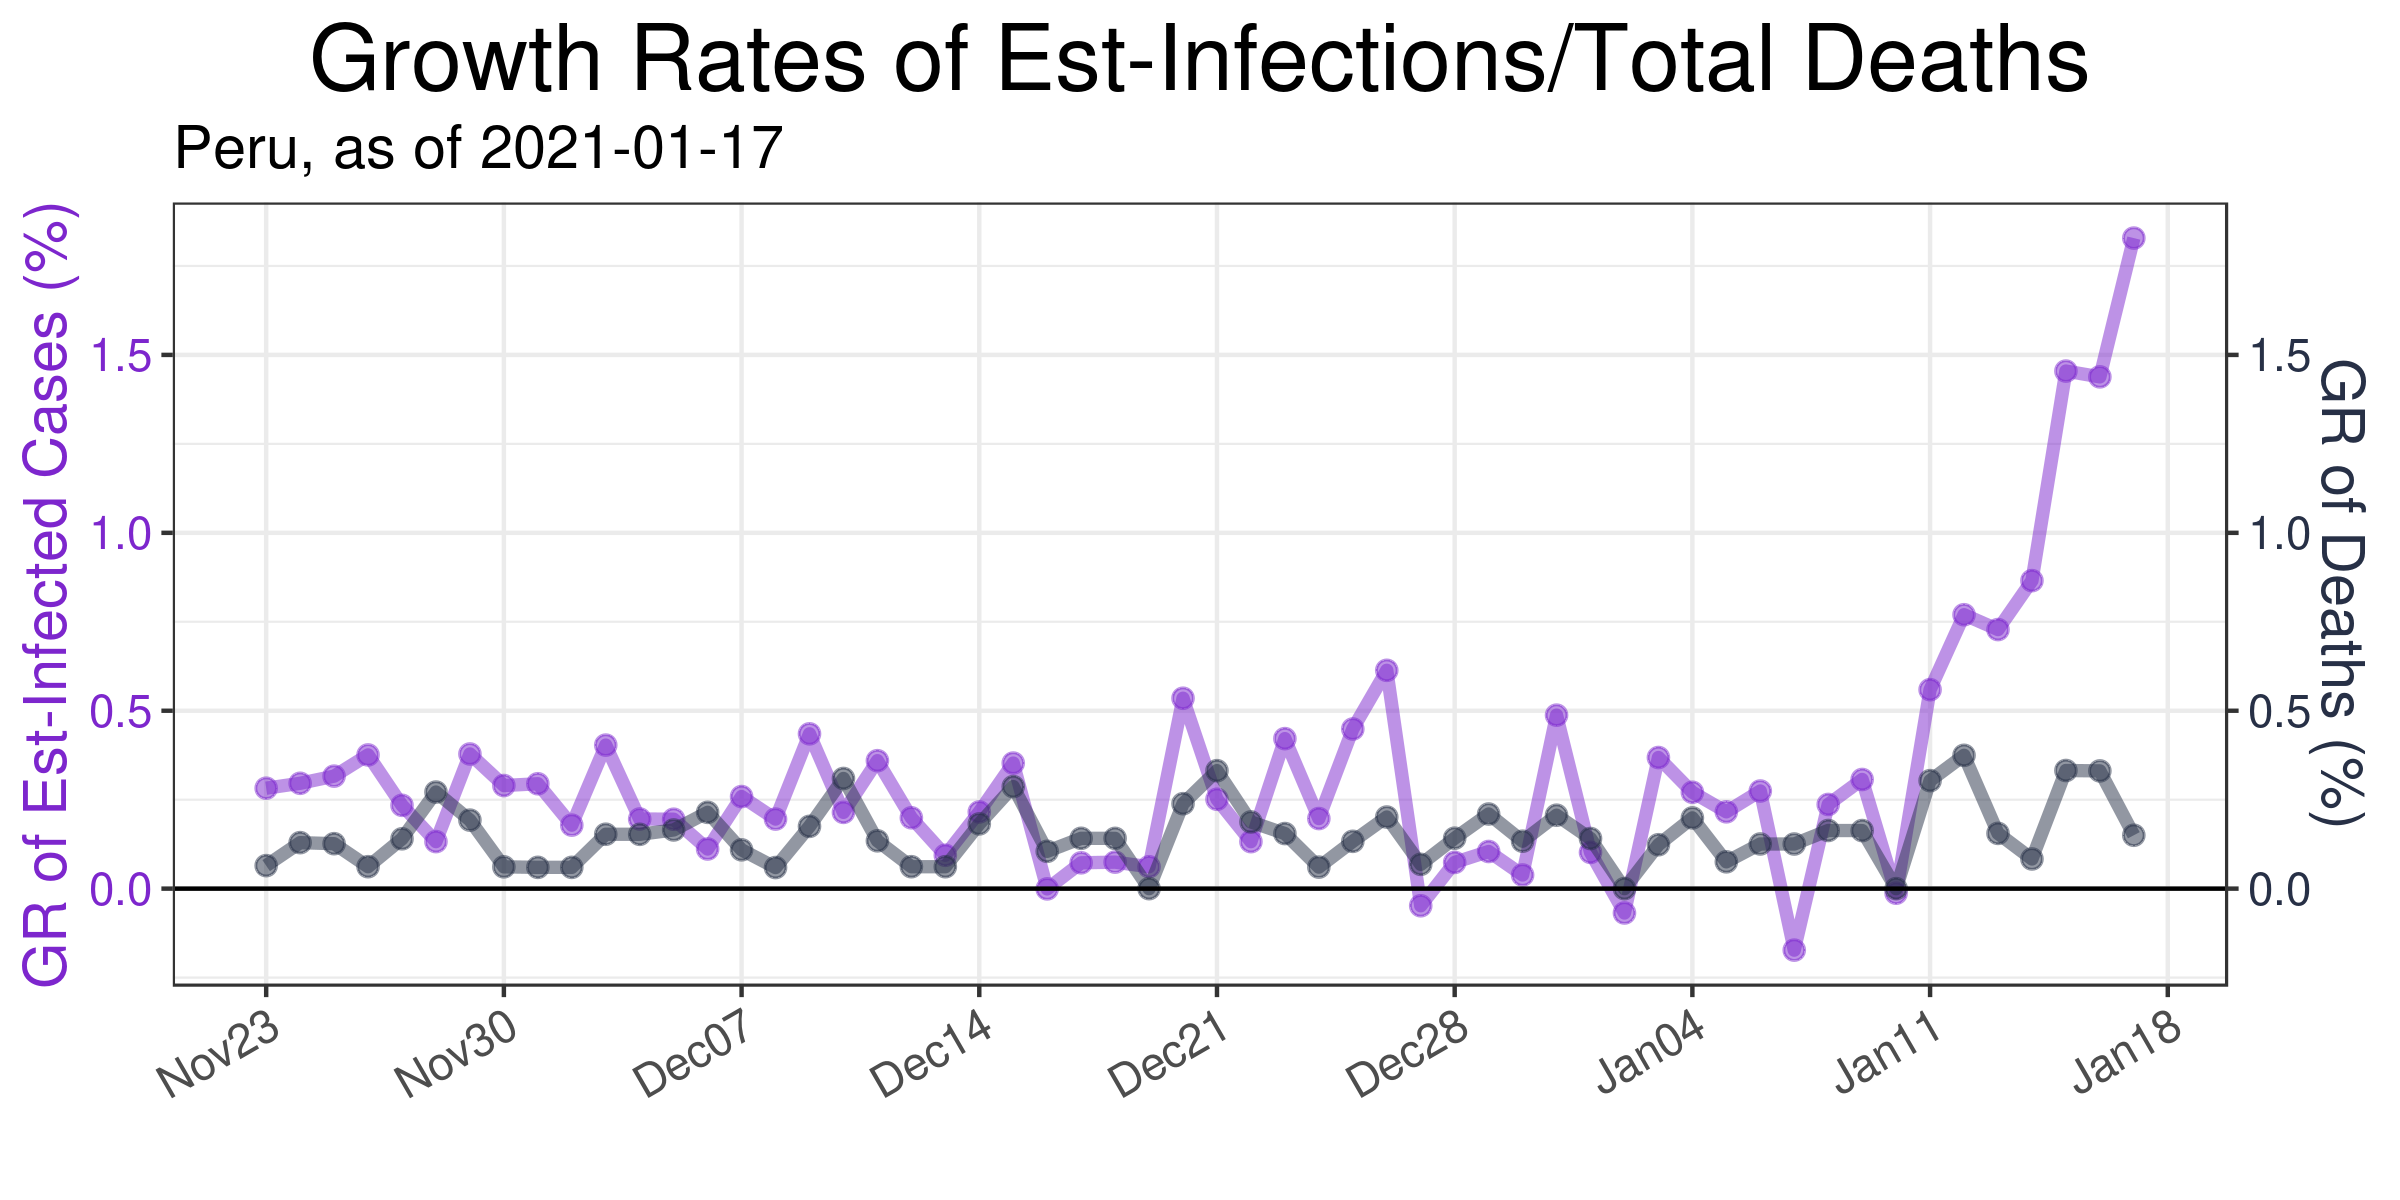 Growth Rates of Est-Infections/Total Deaths
Peru, as of 2021-01-17
GR of Est-Infected Cases (%)
1.5
1.0
0.5
0.0
1.5
1.0
0.5
0.0
GR of Deaths (%)
Nov23
Nov30
Dec07
Dec14
Dec21
Dec28
Jan04
Jan11
Jan18